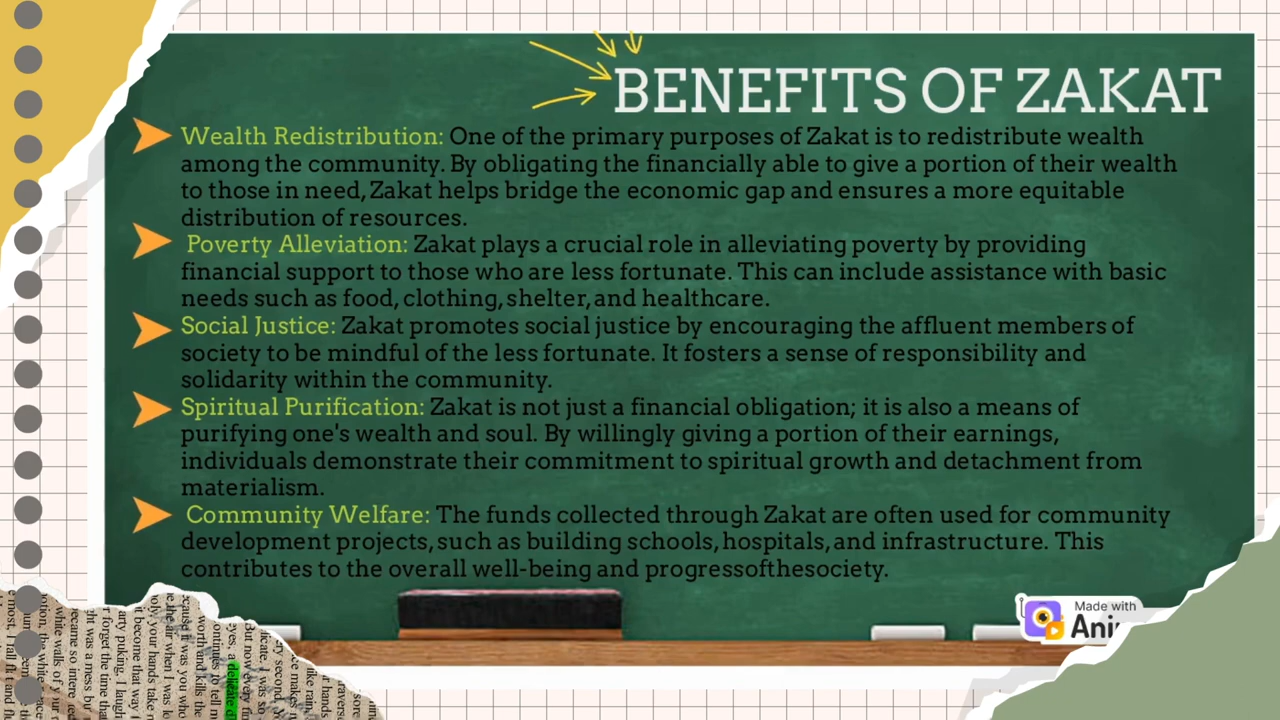 BENEFITS OF ZAKAT
Wealth Redistribution: One of the primary purposes of Zakat is to redistribute wealth
among the community. By obligating the financially able to give a portion of their wealth
to those in need, Zakat helps bridge the economic gap and ensures a more equitable
distribution of resources.
Poverty Alleviation: Zakat plays a crucial role in alleviating poverty by providing
financial support to those who are less fortunate. This can include assistance with basic
needs such as food, clothing, shelter, and healthcare.
Social Justice: Zakat promotes social justice by encouraging the affluent members of
society to be mindful of the less fortunate. It fosters a sense of responsibility and
solidarity within the community.
Spiritual Purification: Zakat is not just a financial obligation; it is also a means of
purifying one's wealth and soul. By willingly giving a portion of their earnings,
individuals demonstrate their commitment to spiritual growth and detachment from
materialism.
Community Welfare: The funds collected through Zakat are often used for community
development projects, such as building schools, hospitals, and infrastructure. This
contributes to the overall well-being and progressofthesociety.
Made with